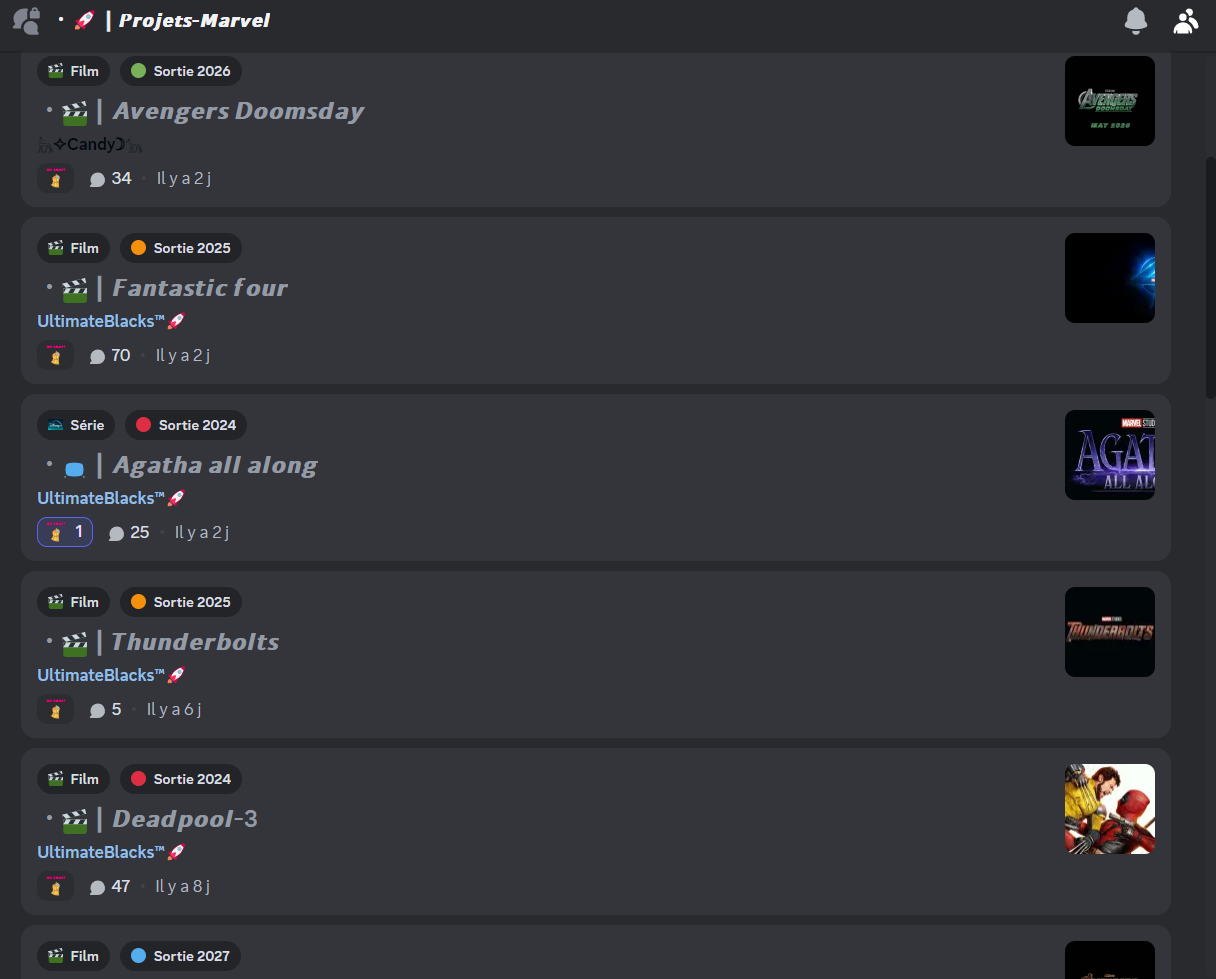 • 🚀 | Projets-Marvel
Film Sortie 2026
• 🎬 | Avengers Doomsday
✧Candy☽
34 • Il y a 2 j
AVENGERS
DOOMSDAY
MAY 2026
Film Sortie 2025
• 🎬 | Fantastic four
UltimateBlacks™🚀
70 • Il y a 2 j
Série Sortie 2024
• | Agatha all along
UltimateBlacks™🚀
1 25 • Il y a 2 j
MARVEL STUD
AGAT
ALL ALO
Film Sortie 2025
• 🎬 | Thunderbolts
UltimateBlacks™🚀
5 • Il y a 6 j
THUNDERBOLTS
Film Sortie 2024
• 🎬 | Deadpool-3
UltimateBlacks™🚀
47 • Il y a 8 j
Film Sortie 2027